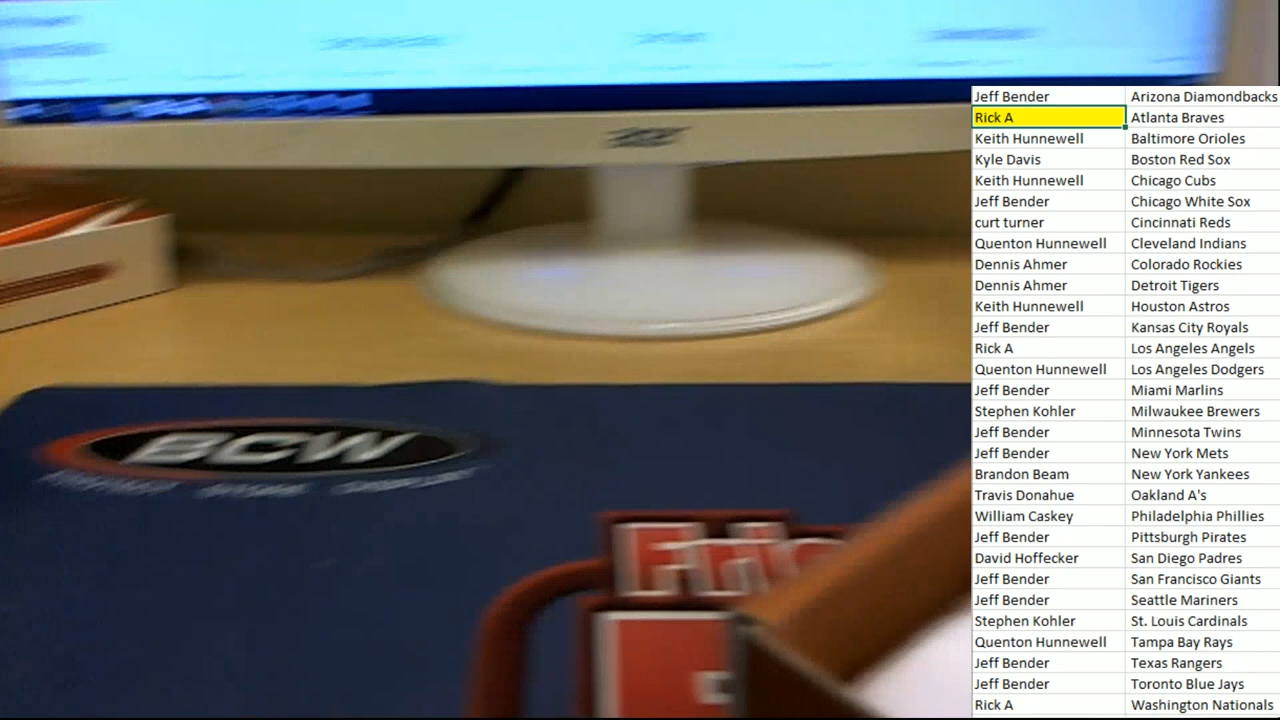 acer
BCW
Jeff Bender Arizona Diamondbacks
Rick A Atlanta Braves
Keith Hunnewell Baltimore Orioles
Kyle Davis Boston Red Sox
Keith Hunnewell Chicago Cubs
Jeff Bender Chicago White Sox
curt turner Cincinnati Reds
Quenton Hunnewell Cleveland Indians
Dennis Ahmer Colorado Rockies
Dennis Ahmer Detroit Tigers
Keith Hunnewell Houston Astros
Jeff Bender Kansas City Royals
Rick A Los Angeles Angels
Quenton Hunnewell Los Angeles Dodgers
Jeff Bender Miami Marlins
Stephen Kohler Milwaukee Brewers
Jeff Bender Minnesota Twins
Jeff Bender New York Mets
Brandon Beam New York Yankees
Travis Donahue Oakland A's
William Caskey Philadelphia Phillies
Jeff Bender Pittsburgh Pirates
David Hoffecker San Diego Padres
Jeff Bender San Francisco Giants
Jeff Bender Seattle Mariners
Stephen Kohler St. Louis Cardinals
Quenton Hunnewell Tampa Bay Rays
Jeff Bender Texas Rangers
Jeff Bender Toronto Blue Jays
Rick A Washington Nationals